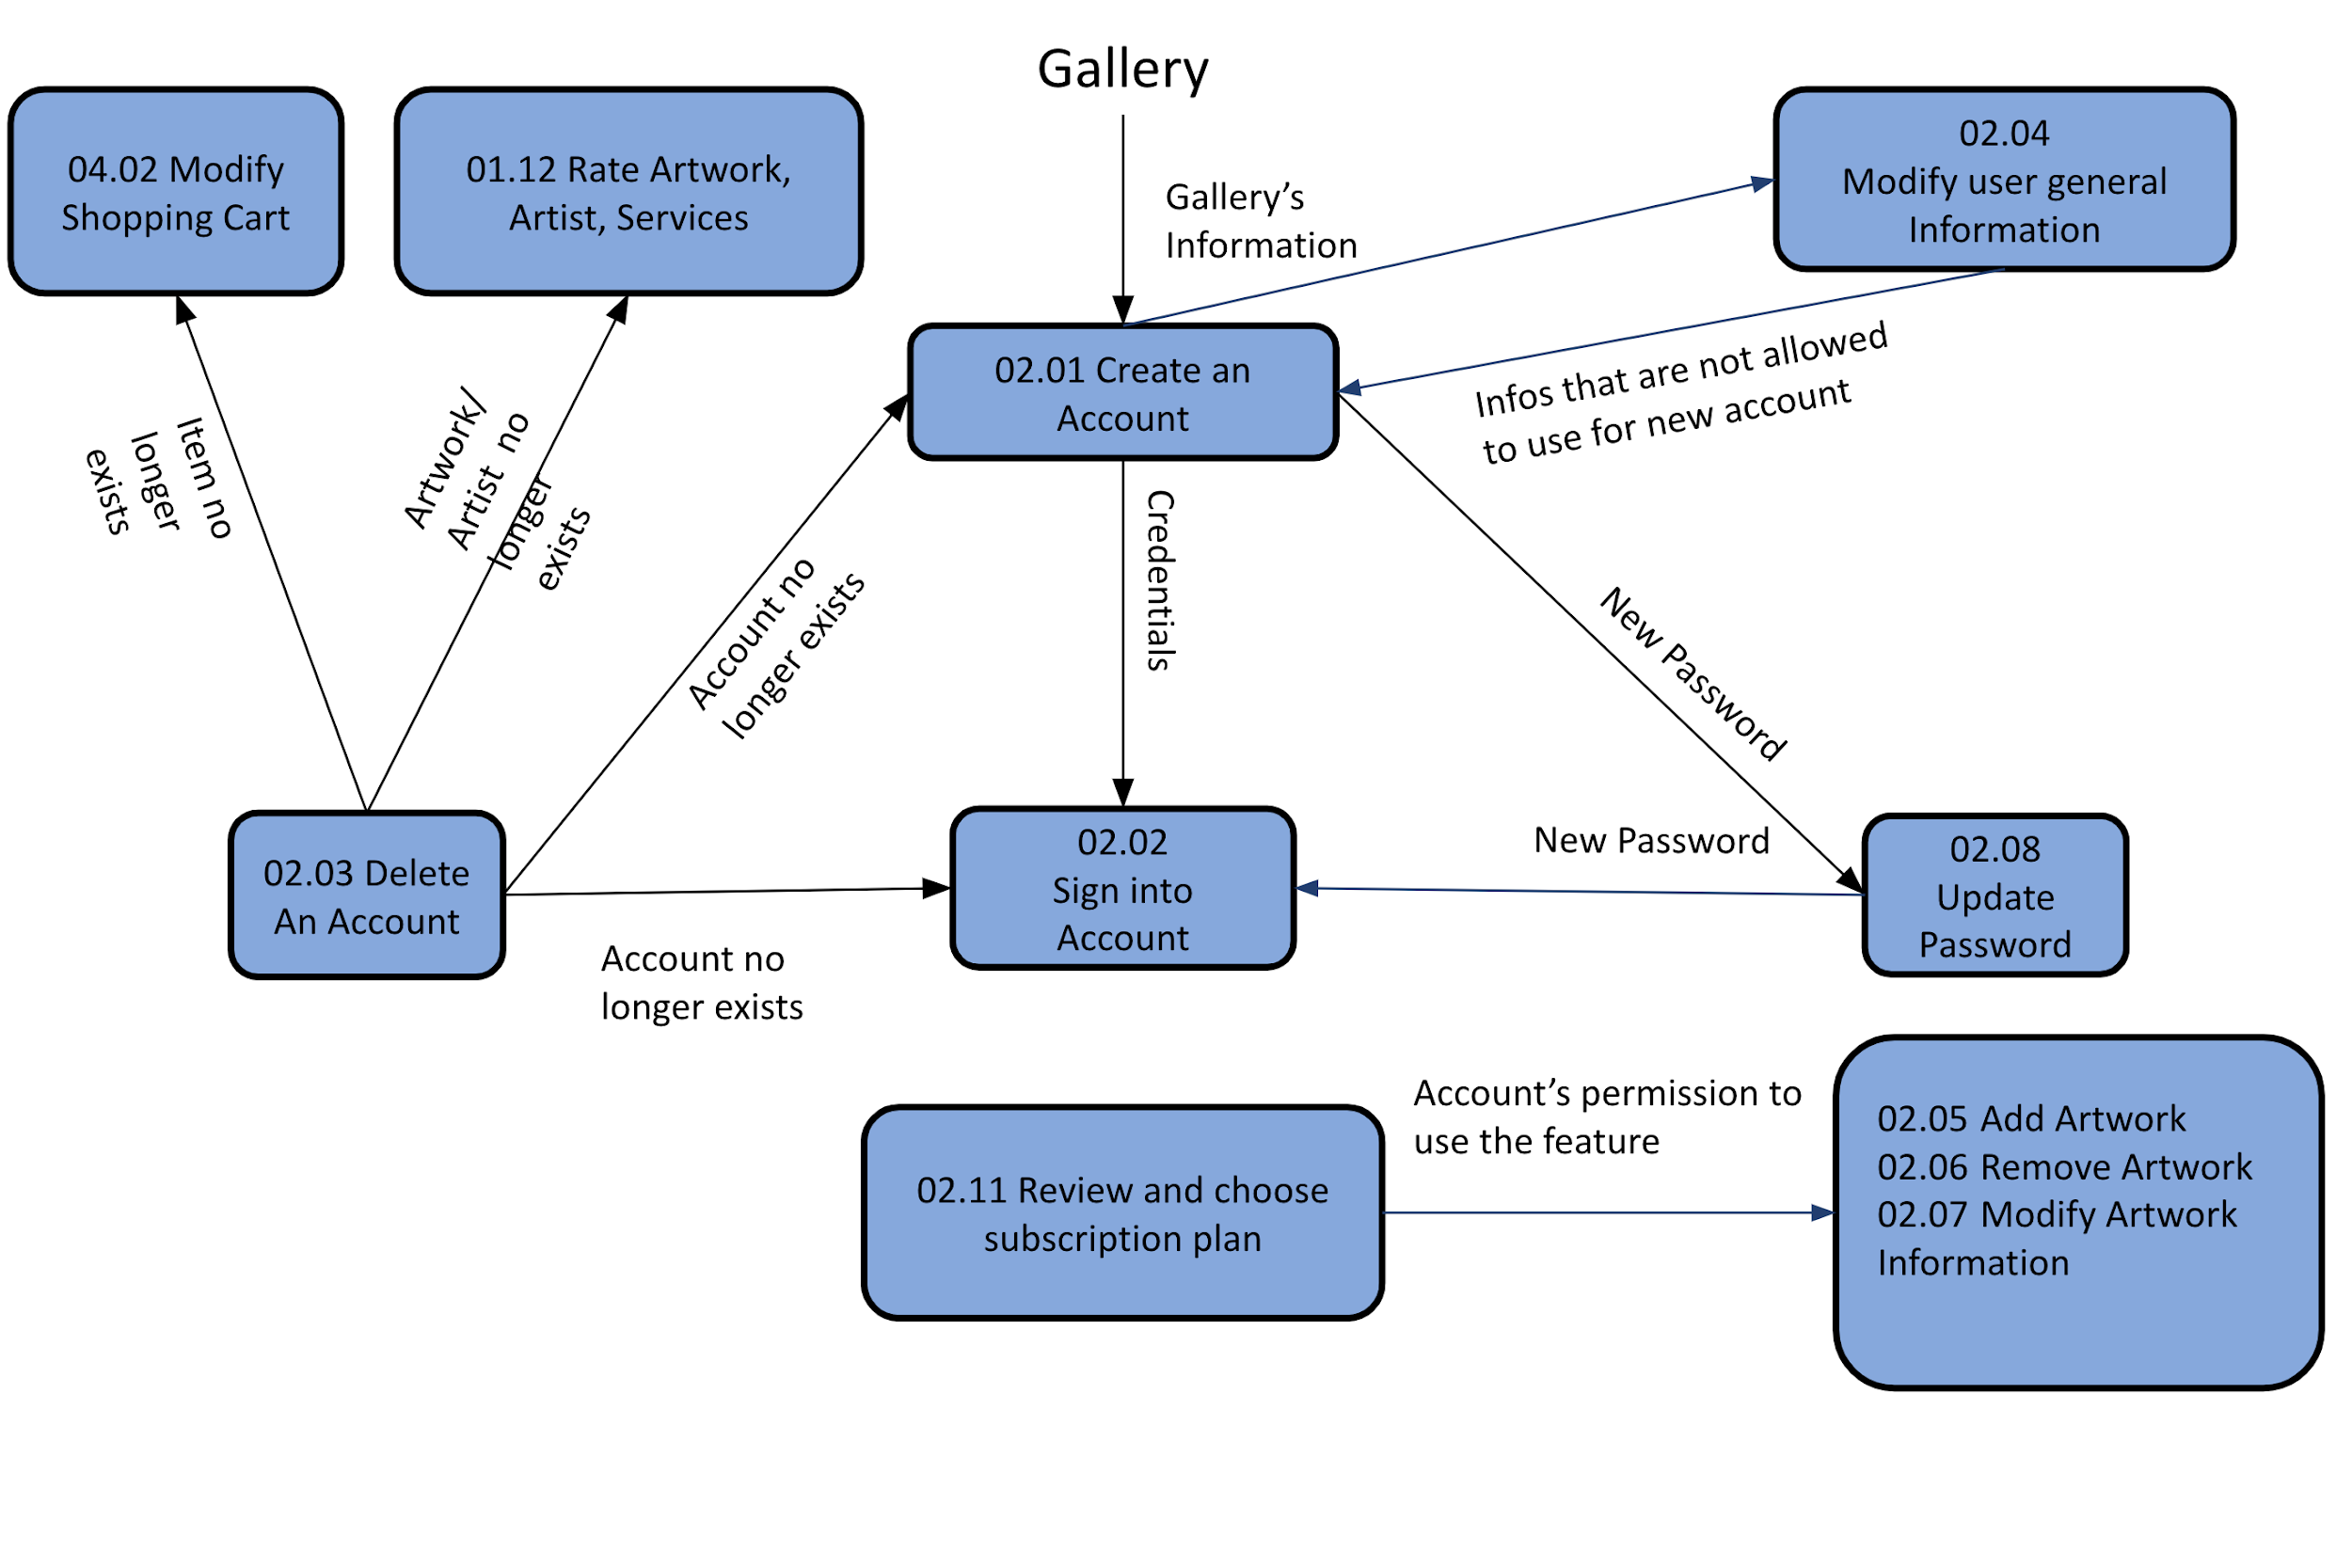 Gallery
04.02 Modify
Shopping Cart
01.12 Rate Artwork,
Artist, Services
02.04
Modify user general
Information
Gallery’s
Information
02.01 Create an
Account
Infos that are not allowed
to use for new account
Item no
longer
exists
Artwork/
Artist no
longer
exists
Account no
longer exists
Credentials
New Password
02.03 Delete
An Account
02.02
Sign into
Account
New Password
02.08
Update
Password
Account no
longer exists
02.11 Review and choose
subscription plan
Account’s permission to
use the feature
02.05 Add Artwork
02.06 Remove Artwork
02.07 Modify Artwork
Information